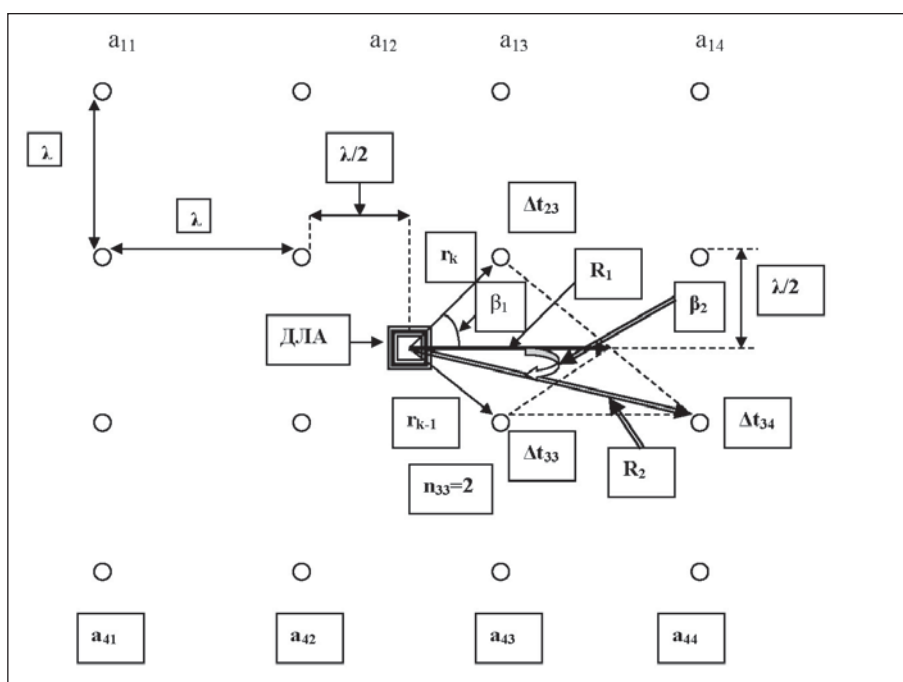 a₁₁ a₁₂ a₁₃ a₁₄
λ
λ/2
λ
Δt₂₃
rₖ
R₁
β₁
β₂
λ/2
ДЛА
rₖ₋₁
Δt₃₃
Δt₃₄
R₂
n₃₃=2
a₄₁ a₄₂ a₄₃ a₄₄